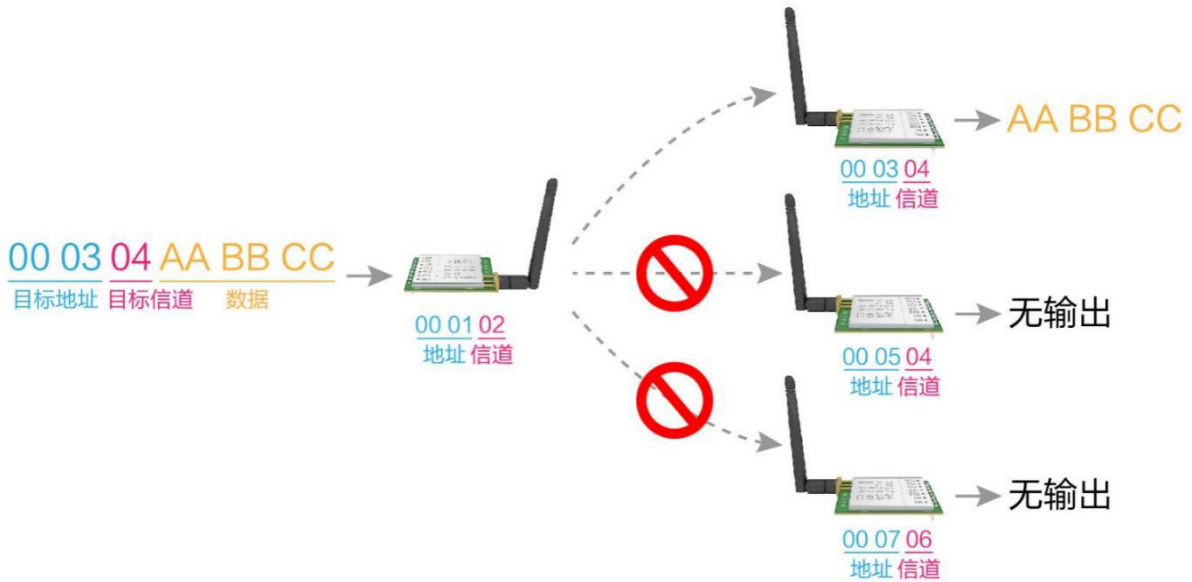 AA BB CC
00 03 04
地址 信道
00 03 04 AA BB CC
目标地址 目标信道 数据
00 01 02
地址 信道
无输出
00 05 04
地址 信道
无输出
00 07 06
地址 信道